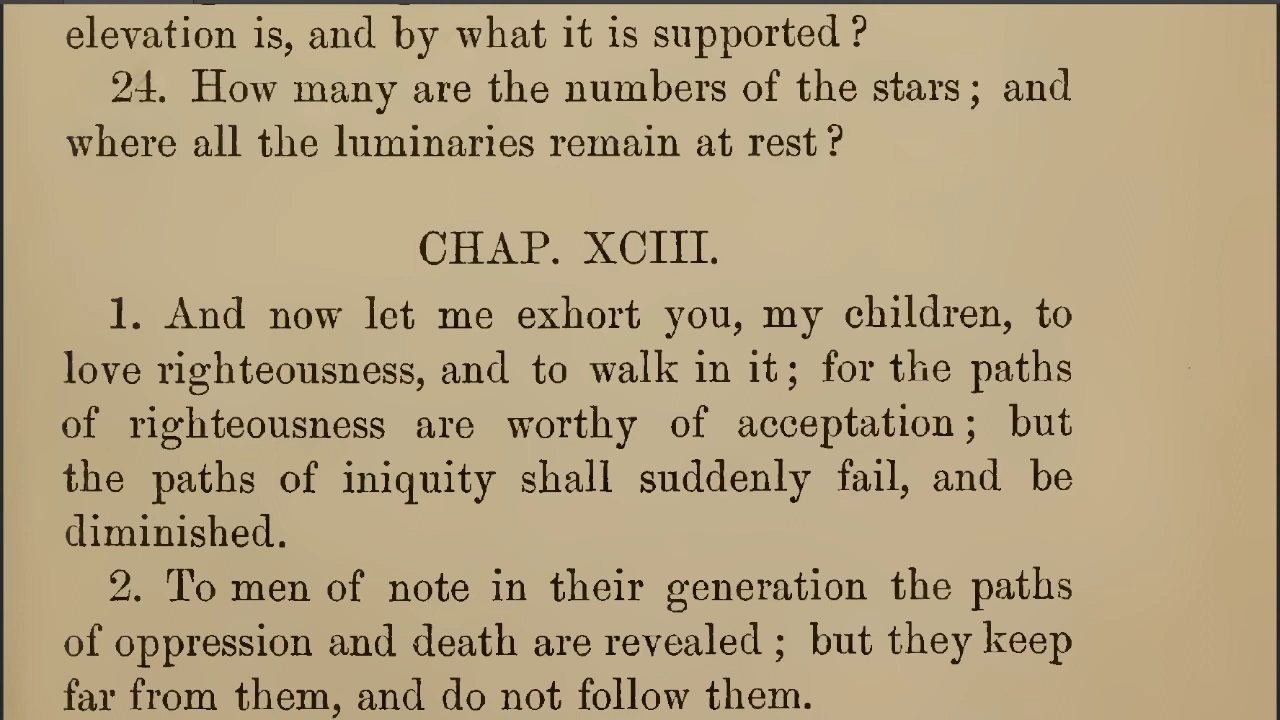 elevation is, and by what it is supported?
24. How many are the numbers of the stars; and
where all the luminaries remain at rest?
CHAP. XCIII.
1. And now let me exhort you, my children, to
love righteousness, and to walk in it; for the paths
of righteousness are worthy of acceptation; but
the paths of iniquity shall suddenly fail, and be
diminished.
2. To men of note in their generation the paths
of oppression and death are revealed; but they keep
far from them, and do not follow them.